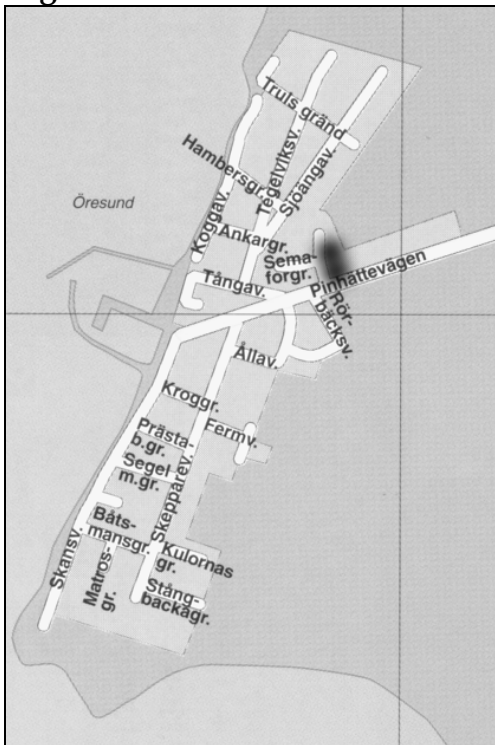 Truls gränd
Hambersgr.
Tegelviksv.
Sjöängav.
Öresund
Koggav.
Ankargr.
Sema-
forgr.
Pinhättevägen
Tångav.
Rör-
bäcksv.
Ållav.
Kroggr.
Prästa-
b.gr.
Fermv.
Segel
m.gr.
Skepparev.
Båts-
mansgr.
Kulornas
gr.
Skansv.
Matros-
gr.
Stång-
backagr.